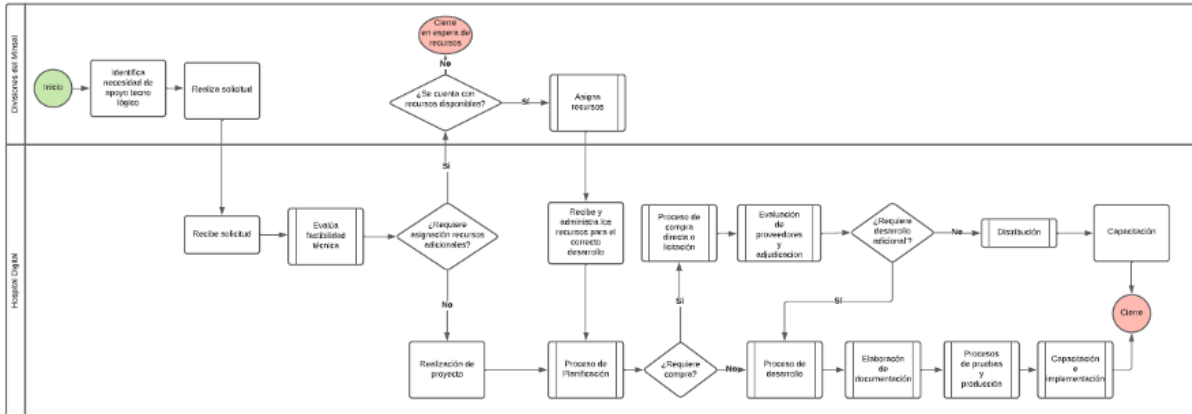 Divisiones del Minsal
Inicio
Identifica
necesidad de
apoyo tecno
lógico
Realiza solicitud
Cierre
en espera de
recursos
No
¿Se cuenta con
recursos disponibles?
Sí
Asigna
recursos
Hospital Digital
Recibe solicitud
Evalúa
factibilidad
técnica
Sí
¿Requiere
asignación recursos
adicionales?
No
Recibe y
administra los
recursos para el
correcto
desarrollo
Proceso de
compra
directa o
licitación
Evaluación
de
proveedores
y
adjudicacion
¿Requiere
desarrollo
adicional?
No
Distribución
Capacitación
Sí
Sí
Cierre
Realización de
proyecto
Proceso de
Planificación
¿Requiere
compra?
No
Proceso de
desarrollo
Elaboración
de
documentación
Procesos
de pruebas
y
producción
Capacitación
e
implementación